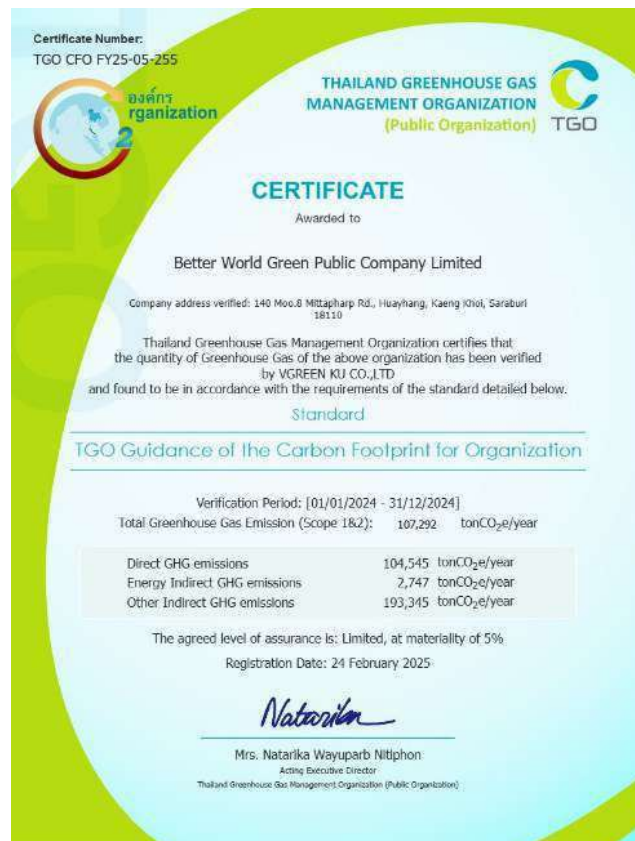 Certificate Number:
TGO CFO FY25-05-255
องค์กร
rganization
2
THAILAND GREENHOUSE GAS
MANAGEMENT ORGANIZATION
(Public Organization)
TGO
CERTIFICATE
Awarded to
Better World Green Public Company Limited
Company address verified: 140 Moo.8 Mittapharp Rd., Huayhang, Kaeng Khoi, Saraburi
18110
Thailand Greenhouse Gas Management Organization certifies that
the quantity of Greenhouse Gas of the above organization has been verified
by VGREEN KU CO.,LTD
and found to be in accordance with the requirements of the standard detailed below.
Standard
TGO Guidance of the Carbon Footprint for Organization
Verification Period: [01/01/2024 - 31/12/2024]
Total Greenhouse Gas Emission (Scope 1&2): 107,292 tonCO₂e/year
Direct GHG emissions 104,545 tonCO₂e/year
Energy Indirect GHG emissions 2,747 tonCO₂e/year
Other Indirect GHG emissions 193,345 tonCO₂e/year
The agreed level of assurance is: Limited, at materiality of 5%
Registration Date: 24 February 2025
Mrs. Natarika Wayuparb Nitiphon
Acting Executive Director
Thailand Greenhouse Gas Management Organization (Public Organization)